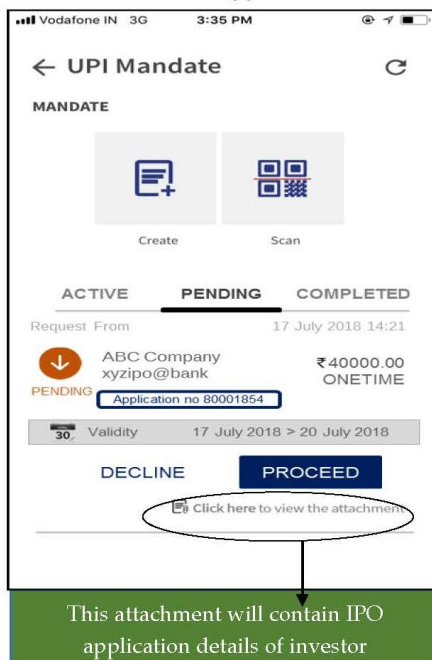 Vodafone IN 3G 3:35 PM
← UPI Mandate
MANDATE
Create Scan
ACTIVE PENDING COMPLETED
Request From 17 July 2018 14:21
ABC Company ₹40000.00
xyzipo@bank ONETIME
PENDING
Application no 80001854
30 Validity 17 July 2018 > 20 July 2018
DECLINE PROCEED
Click here to view the attachment
This attachment will contain IPO
application details of investor